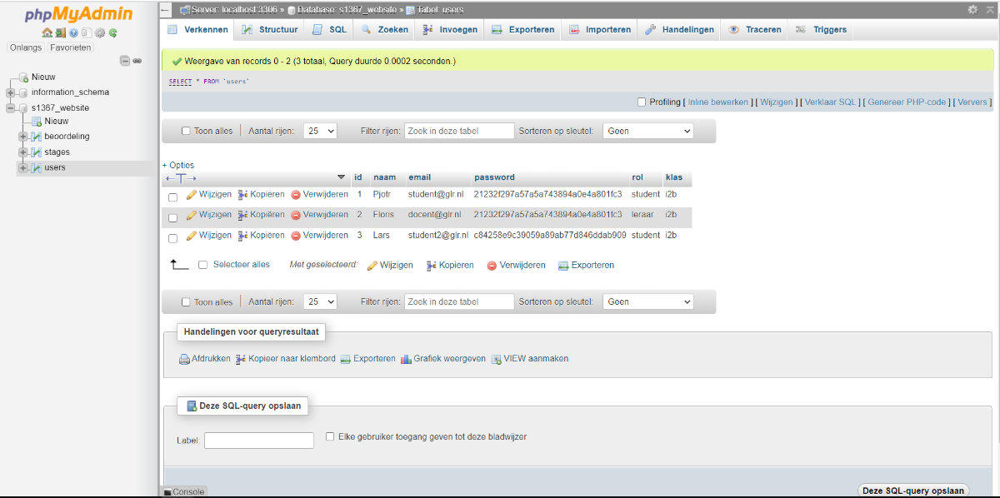 phpMyAdmin
Onlangs Favorieten
Nieuw
information_schema
s1367_website
Nieuw
beoordeling
stages
users
Server: localhost:3306 » Database: s1367_website » Tabel: users
Verkennen Structuur SQL Zoeken Invoegen Exporteren Importeren Handelingen Traceren Triggers
Weergave van records 0 - 2 (3 totaal, Query duurde 0.0002 seconden.)
SELECT * FROM `users`
Profiling [ Inline bewerken ] [ Wijzigen ] [ Verklaar SQL ] [ Genereer PHP-code ] [ Ververs ]
Toon alles Aantal rijen: 25 Filter rijen: Zoek in deze tabel Sorteren op sleutel: Geen
+ Opties
←T→ id naam email password rol klas
Wijzigen Kopiëren Verwijderen 1 Pjotr student@glr.nl 21232f297a57a5a743894a0e4a801fc3 student i2b
Wijzigen Kopiëren Verwijderen 2 Floris docent@glr.nl 21232f297a57a5a743894a0e4a801fc3 leraar i2b
Wijzigen Kopiëren Verwijderen 3 Lars student2@glr.nl c84258e9c39059a89ab77d846ddab909 student i2b
Selecteer alles Met geselecteerd: Wijzigen Kopiëren Verwijderen Exporteren
Toon alles Aantal rijen: 25 Filter rijen: Zoek in deze tabel Sorteren op sleutel: Geen
Handelingen voor queryresultaat
Afdrukken Kopieer naar klembord Exporteren Grafiek weergeven VIEW aanmaken
Deze SQL-query opslaan
Label: Elke gebruiker toegang geven tot deze bladwijzer
Console
Deze SQL-query opslaan